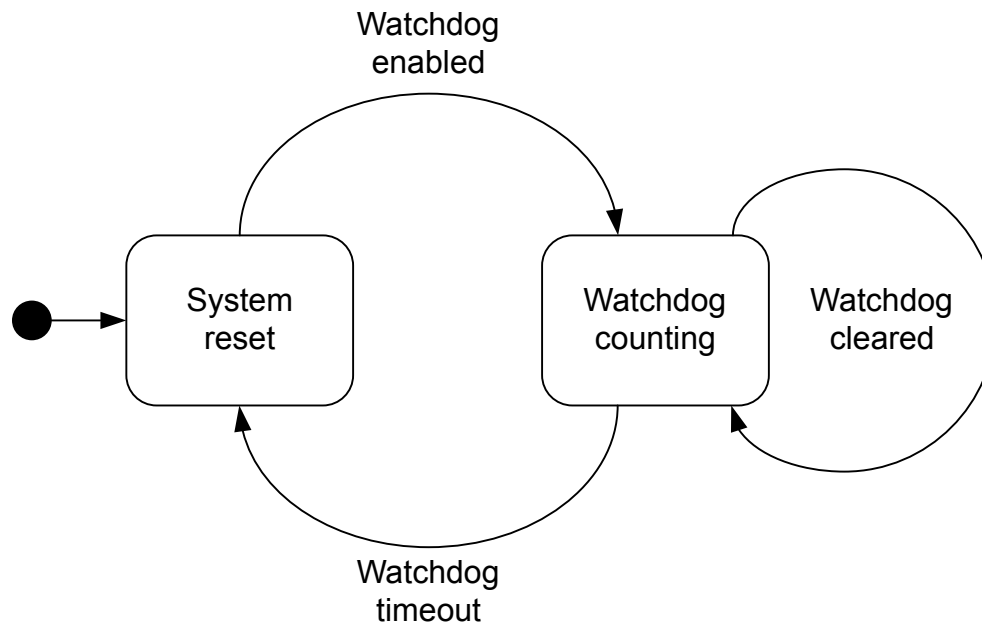 Watchdog
enabled
System
reset
Watchdog
counting
Watchdog
cleared
Watchdog
timeout